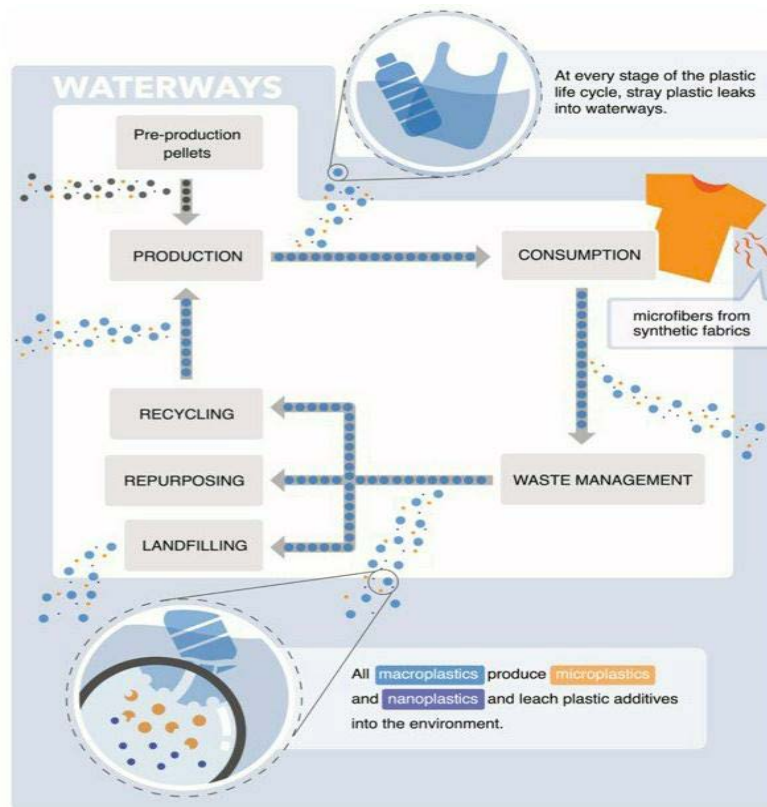 WATERWAYS
At every stage of the plastic
life cycle, stray plastic leaks
into waterways.
Pre-production
pellets
PRODUCTION
CONSUMPTION
microfibers from
synthetic fabrics
RECYCLING
REPURPOSING
WASTE MANAGEMENT
LANDFILLING
All macroplastics produce microplastics
and nanoplastics and leach plastic additives
into the environment.